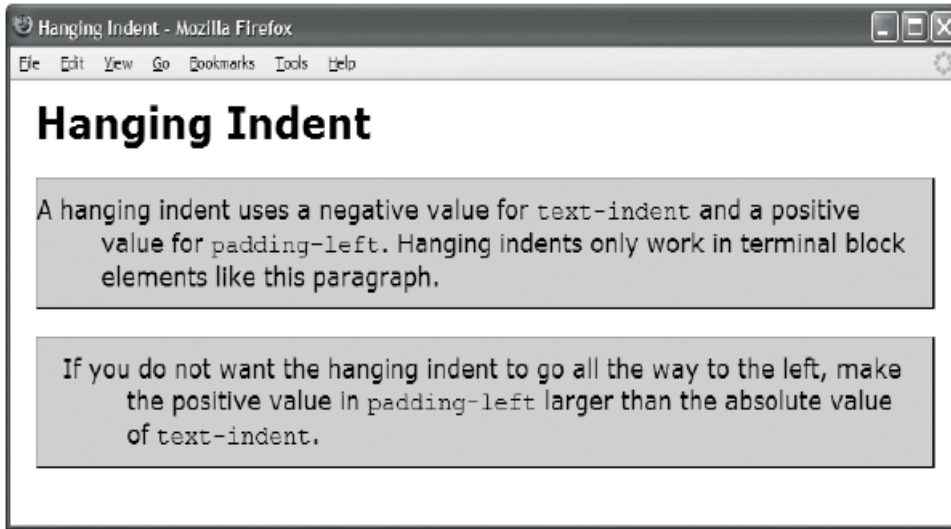 Hanging Indent - Mozilla Firefox
File Edit View Go Bookmarks Tools Help
Hanging Indent
A hanging indent uses a negative value for text-indent and a positive
value for padding-left. Hanging indents only work in terminal block
elements like this paragraph.
If you do not want the hanging indent to go all the way to the left, make
the positive value in padding-left larger than the absolute value
of text-indent.